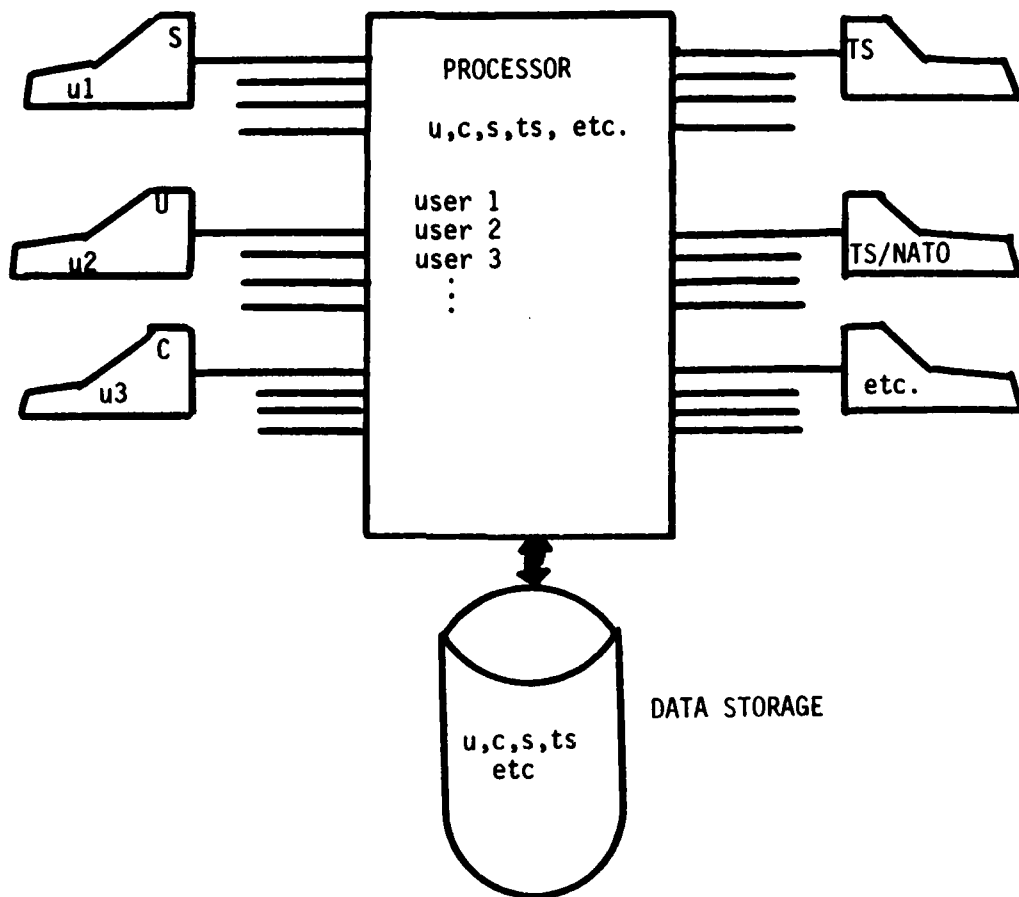 S
u1
U
u2
C
u3
PROCESSOR
u,c,s,ts, etc.
user 1
user 2
user 3
TS
TS/NATO
etc.
DATA STORAGE
u,c,s,ts
etc